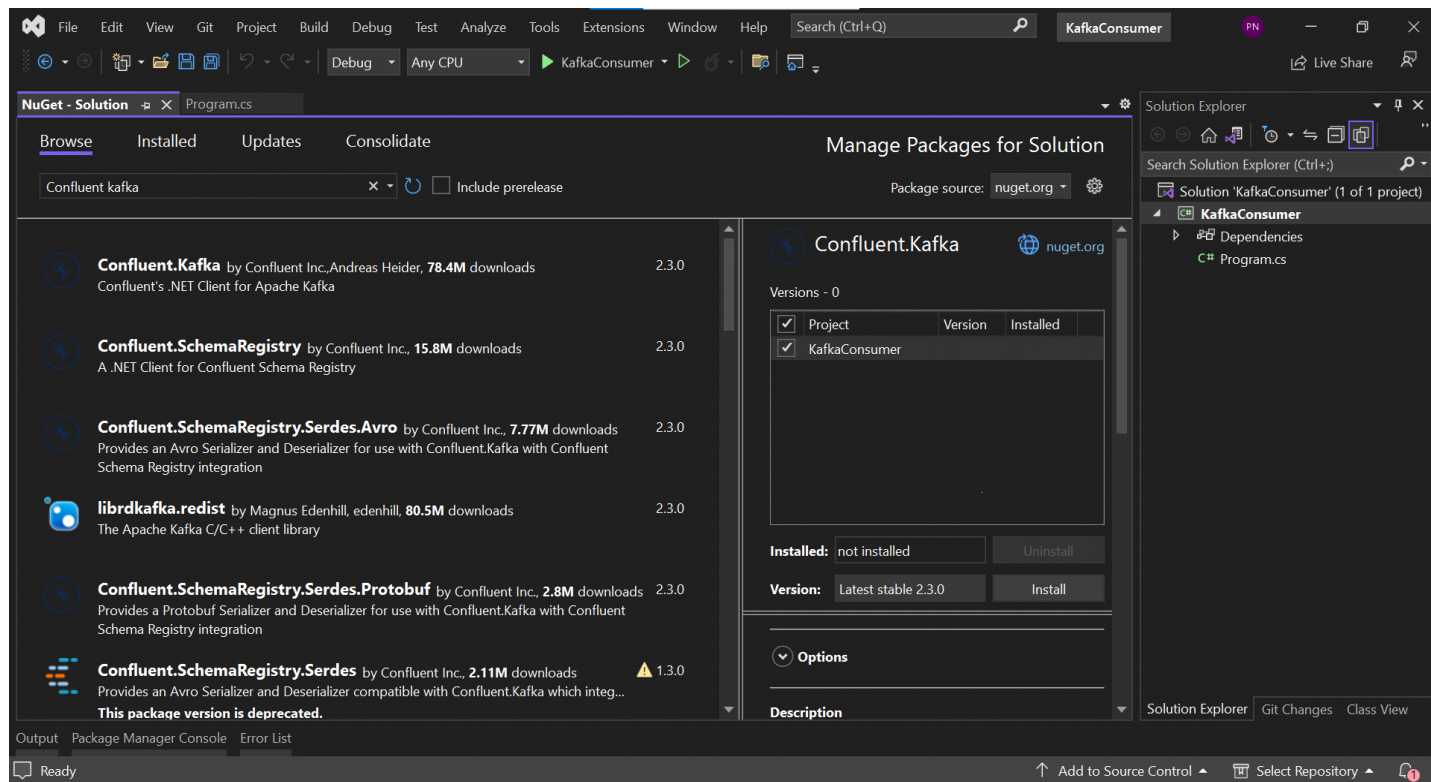 File Edit View Git Project Build Debug Test Analyze Tools Extensions Window Help Search (Ctrl+Q) KafkaConsumer PN
Debug Any CPU KafkaConsumer Live Share
NuGet - Solution Program.cs
Browse Installed Updates Consolidate
Manage Packages for Solution
Confluent kafka
Include prerelease
Package source: nuget.org
Confluent.Kafka by Confluent Inc.,Andreas Heider, 78.4M downloads 2.3.0
Confluent's .NET Client for Apache Kafka
Confluent.SchemaRegistry by Confluent Inc., 15.8M downloads 2.3.0
A .NET Client for Confluent Schema Registry
Confluent.SchemaRegistry.Serdes.Avro by Confluent Inc., 7.77M downloads 2.3.0
Provides an Avro Serializer and Deserializer for use with Confluent.Kafka with Confluent
Schema Registry integration
librdkafka.redist by Magnus Edenhill, edenhill, 80.5M downloads 2.3.0
The Apache Kafka C/C++ client library
Confluent.SchemaRegistry.Serdes.Protobuf by Confluent Inc., 2.8M downloads 2.3.0
Provides a Protobuf Serializer and Deserializer for use with Confluent.Kafka with Confluent
Schema Registry integration
Confluent.SchemaRegistry.Serdes by Confluent Inc., 2.11M downloads 1.3.0
Provides an Avro Serializer and Deserializer compatible with Confluent.Kafka which integ...
This package version is deprecated.
Confluent.Kafka nuget.org
Versions - 0
Project Version Installed
KafkaConsumer
Installed: not installed Uninstall
Version: Latest stable 2.3.0 Install
Options
Description
Solution Explorer
Search Solution Explorer (Ctrl+;)
Solution 'KafkaConsumer' (1 of 1 project)
C# KafkaConsumer
Dependencies
C# Program.cs
Solution Explorer Git Changes Class View
Output Package Manager Console Error List
Ready Add to Source Control Select Repository 1